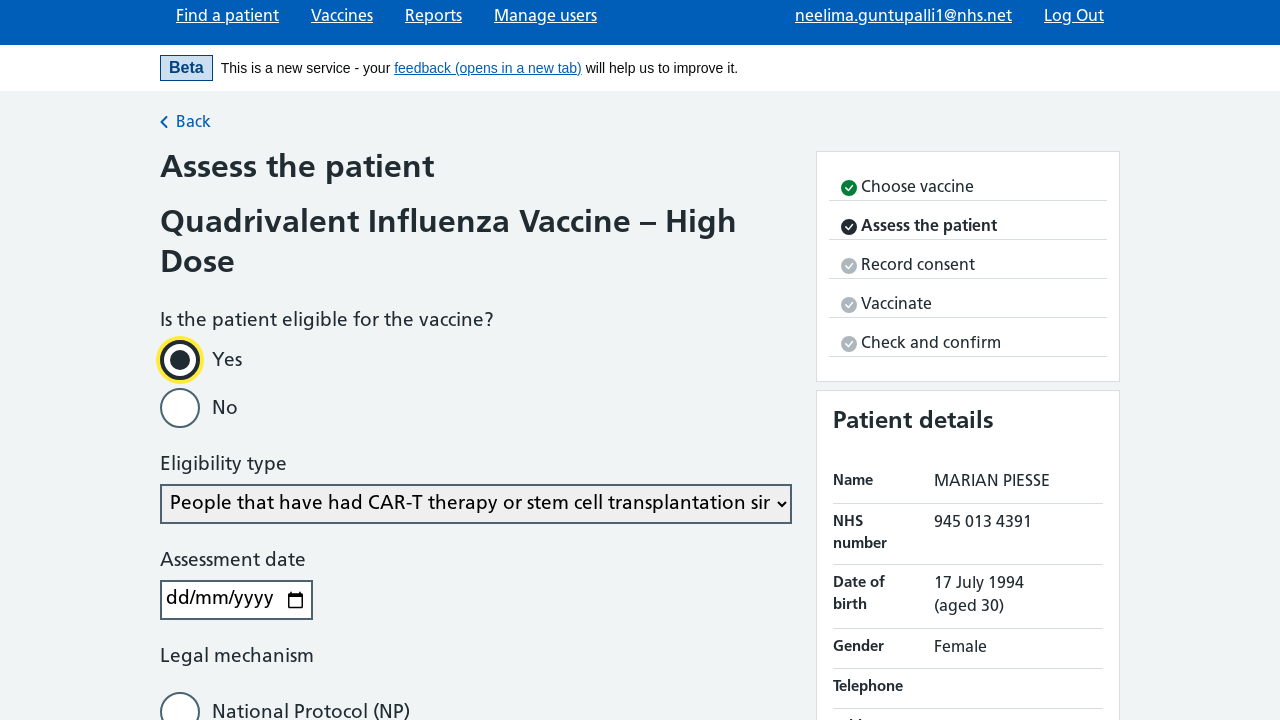 Find a patient Vaccines Reports Manage users neelima.guntupalli1@nhs.net Log Out
Beta This is a new service - your feedback (opens in a new tab) will help us to improve it.
Back
Assess the patient
Quadrivalent Influenza Vaccine – High
Dose
Is the patient eligible for the vaccine?
Yes
No
Eligibility type
People that have had CAR-T therapy or stem cell transplantation sir
Assessment date
dd/mm/yyyy
Legal mechanism
National Protocol (NP)
Choose vaccine
Assess the patient
Record consent
Vaccinate
Check and confirm
Patient details
Name MARIAN PIESSE
NHS number 945 013 4391
Date of birth 17 July 1994 (aged 30)
Gender Female
Telephone